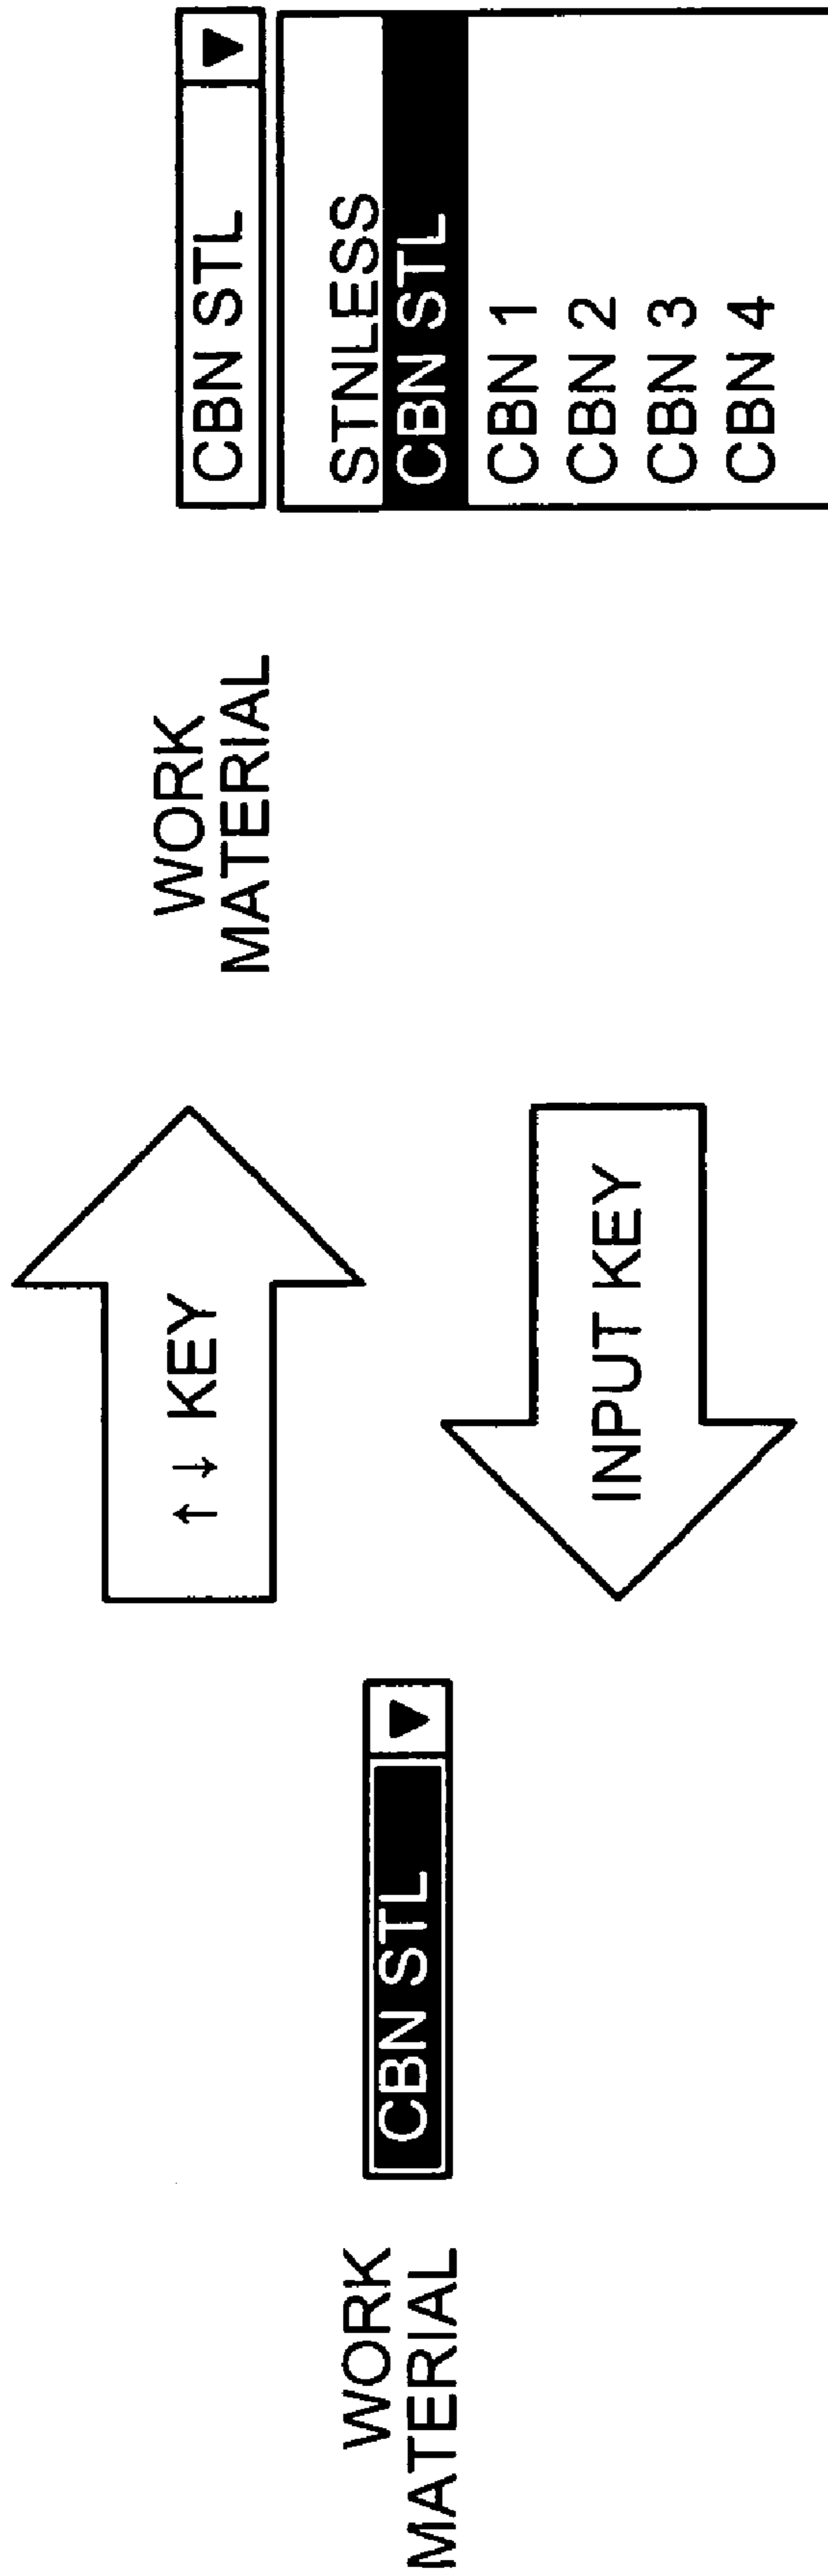 WORK
MATERIAL
CBN STL ▼
↑↓ KEY
INPUT KEY
WORK
MATERIAL
CBN STL ▼
STNLESS
CBN STL
CBN 1
CBN 2
CBN 3
CBN 4